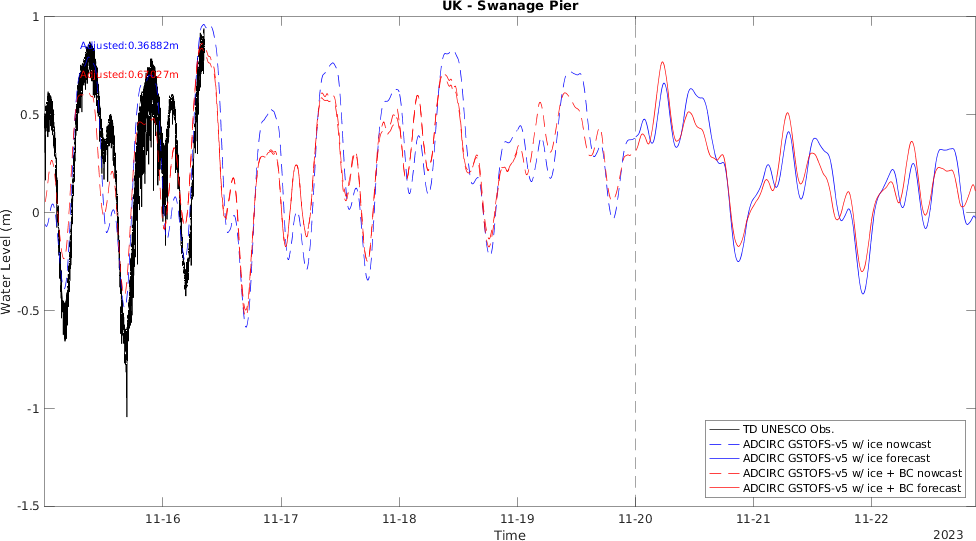 UK - Swanage Pier
1
0.5
0
-0.5
-1
-1.5
Water Level (m)
Adjusted:0.36882m
11-16
11-17
11-18
11-19
11-20
11-21
11-22
Time
2023
TD UNESCO Obs.
ADCIRC GSTOFS-v5 w/ ice nowcast
ADCIRC GSTOFS-v5 w/ ice forecast
ADCIRC GSTOFS-v5 w/ ice + BC nowcast
ADCIRC GSTOFS-v5 w/ ice + BC forecast